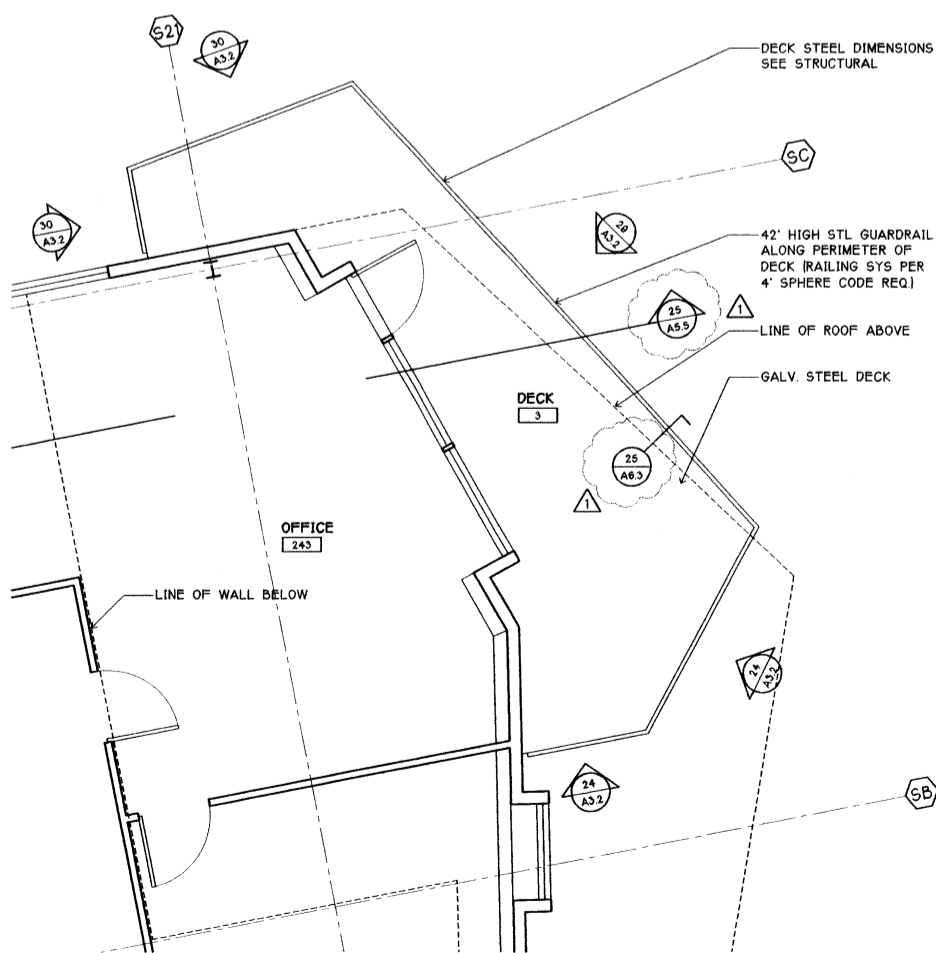 S21
30
A3.2
DECK STEEL DIMENSIONS
SEE STRUCTURAL
SC
30
A3.2
28
A3.2
42" HIGH STL GUARDRAIL
ALONG PERIMETER OF
DECK (RAILING SYS PER
4" SPHERE CODE REQ.)
25
A5.5
1
LINE OF ROOF ABOVE
GALV. STEEL DECK
DECK
3
25
A6.3
1
OFFICE
243
LINE OF WALL BELOW
24
A3.2
24
A3.2
SB